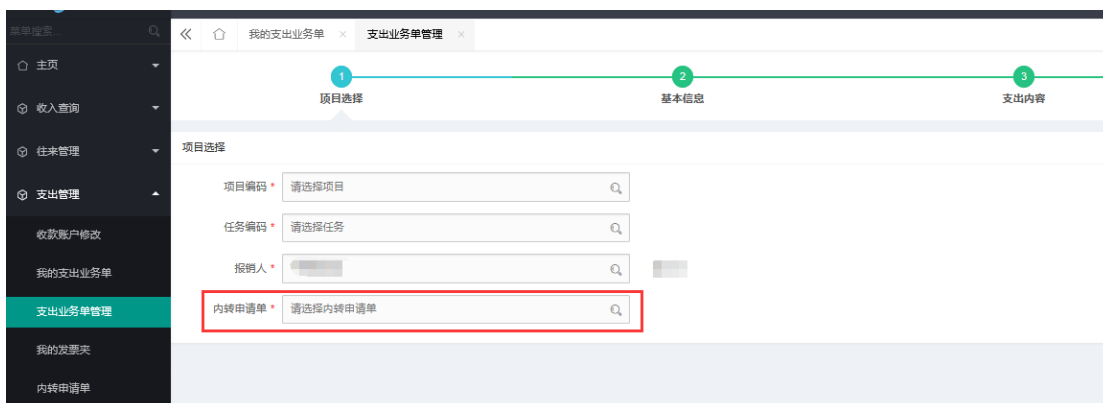 菜单搜索...
我的支出业务单 ×
支出业务单管理 ×
主页
收入查询
往来管理
支出管理
收款账户修改
我的支出业务单
支出业务单管理
我的发票夹
内转申请单
1
项目选择
2
基本信息
3
支出内容
项目选择
项目编码 * 请选择项目
任务编码 * 请选择任务
报销人 *
内转申请单 * 请选择内转申请单